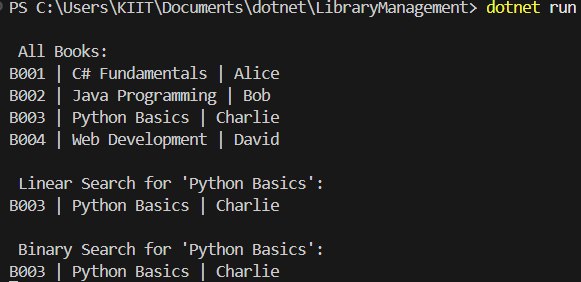 PS C:\Users\KIIT\Documents\dotnet\LibraryManagement> dotnet run
All Books:
B001 | C# Fundamentals | Alice
B002 | Java Programming | Bob
B003 | Python Basics | Charlie
B004 | Web Development | David
Linear Search for 'Python Basics':
B003 | Python Basics | Charlie
Binary Search for 'Python Basics':
B003 | Python Basics | Charlie